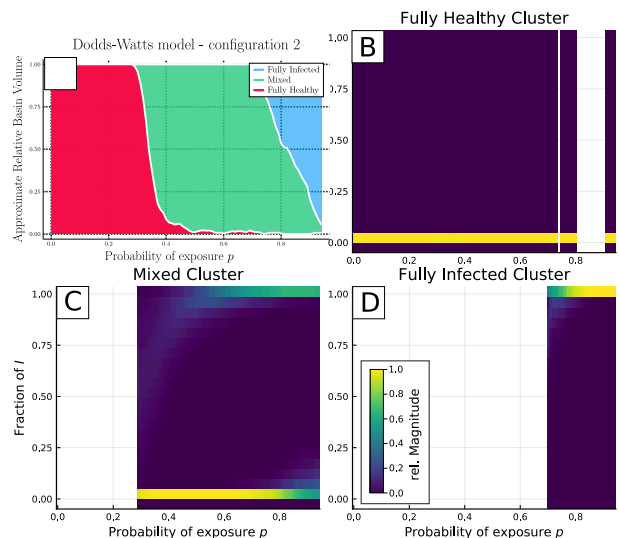 Dodds-Watts model - configuration 2
Approximate Relative Basin Volume
1.00
0.75
0.50
0.25
0.00
Fully Infected
Mixed
Fully Healthy
0.0
0.2
0.4
0.6
0.8
Probability of exposure p
Fully Healthy Cluster
B
1.00
0.75
0.50
0.25
0.00
0.0
0.2
0.4
0.6
0.8
Mixed Cluster
C
Fraction of I
1.00
0.75
0.50
0.25
0.00
0.0
0.2
0.4
0.6
0.8
Probability of exposure p
Fully Infected Cluster
D
1.00
0.75
0.50
0.25
0.00
1.0
0.8
0.6
0.4
0.2
0.0
rel. Magnitude
0.0
0.2
0.4
0.6
0.8
Probability of exposure p